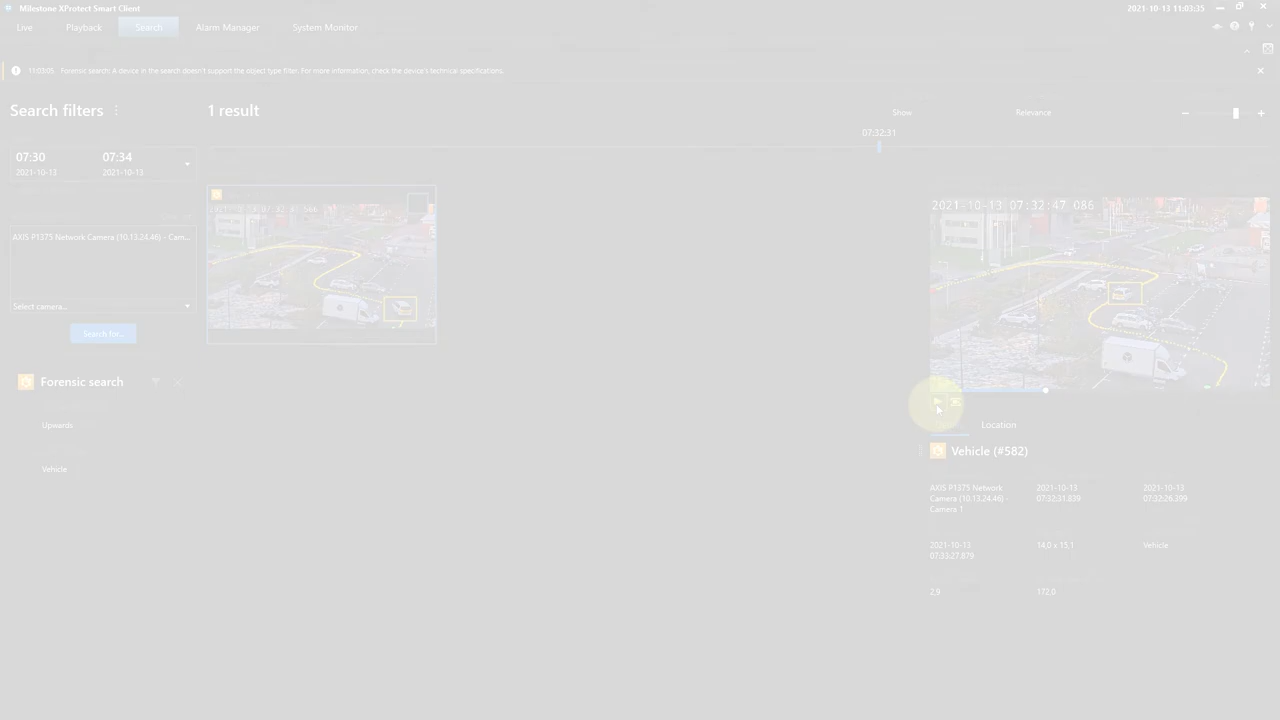 Milestone XProtect Smart Client
2021-10-13 11:03:35
Live
Playback
Search
Alarm Manager
System Monitor
11:03:05 Forensic search: A device in the search doesn't support the object type filter. For more information, check the device's technical specifications.
Search filters
1 result
Show
Relevance
07:32:31
07:30
07:34
2021-10-13
2021-10-13
2021-10-13 07:32:47 086
AXIS P1375 Network Camera (10.13.24.46) - Cam...
Select camera...
Search for...
Forensic search
Upwards
Vehicle
Location
Vehicle (#582)
AXIS P1375 Network
Camera (10.13.24.46) -
Camera 1
2021-10-13
07:32:31.839
2021-10-13
07:32:26.399
2021-10-13
07:32:27.879
14,0 x 15,1
Vehicle
2,9
172,0